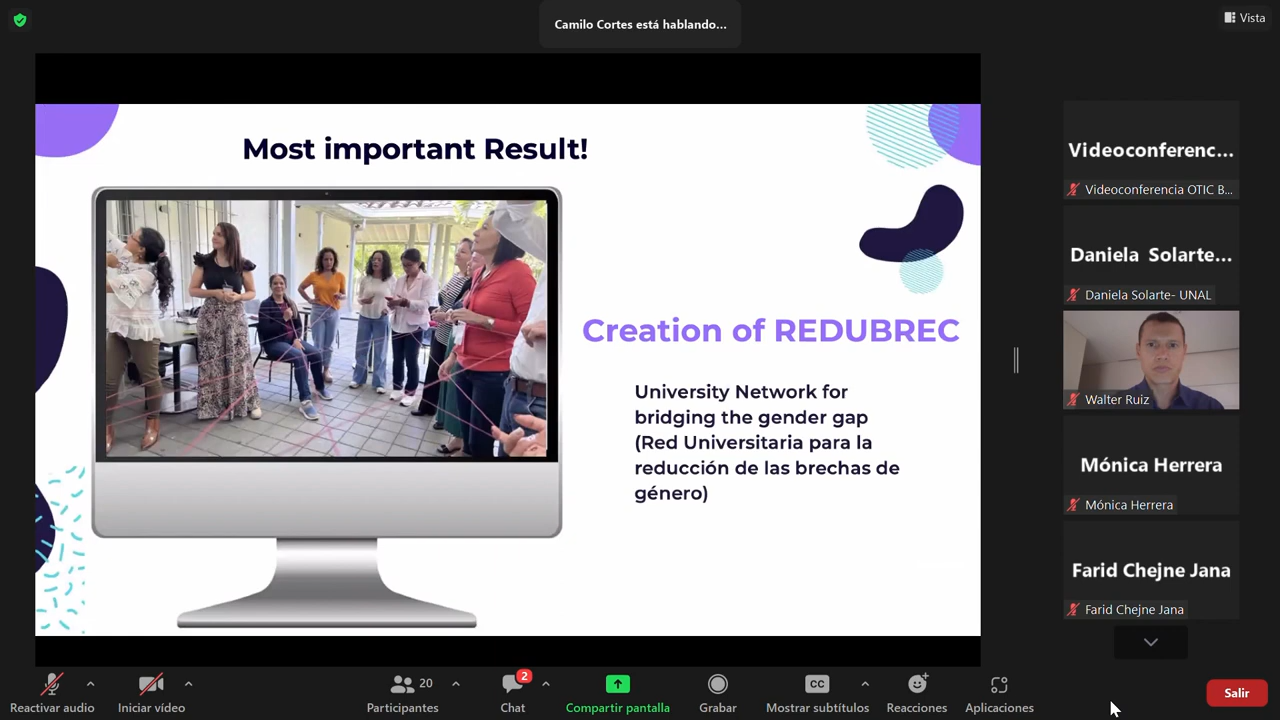 Camilo Cortes está hablando...
Vista
Most important Result!
Creation of REDUBREC
University Network for
bridging the gender gap
(Red Universitaria para la
reducción de las brechas de
género)
Videoconferenc...
Videoconferencia OTIC B...
Daniela Solarte...
Daniela Solarte- UNAL
Walter Ruiz
Mónica Herrera
Mónica Herrera
Farid Chejne Jana
Farid Chejne Jana
Reactivar audio
Iniciar vídeo
20
Participantes
2
Chat
Compartir pantalla
Grabar
CC
Mostrar subtítulos
Reacciones
Aplicaciones
Salir